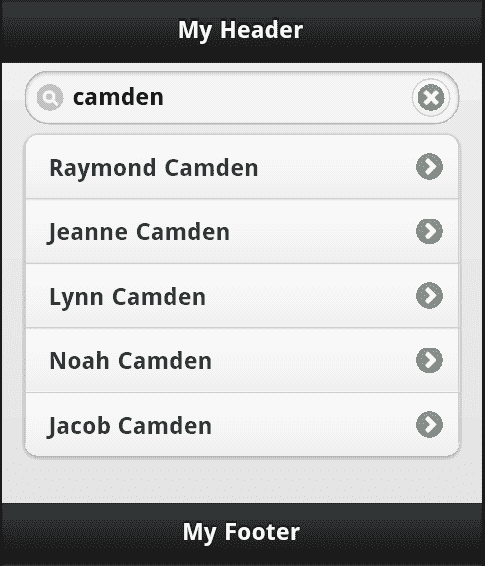 My Header
camden
Raymond Camden
Jeanne Camden
Lynn Camden
Noah Camden
Jacob Camden
My Footer